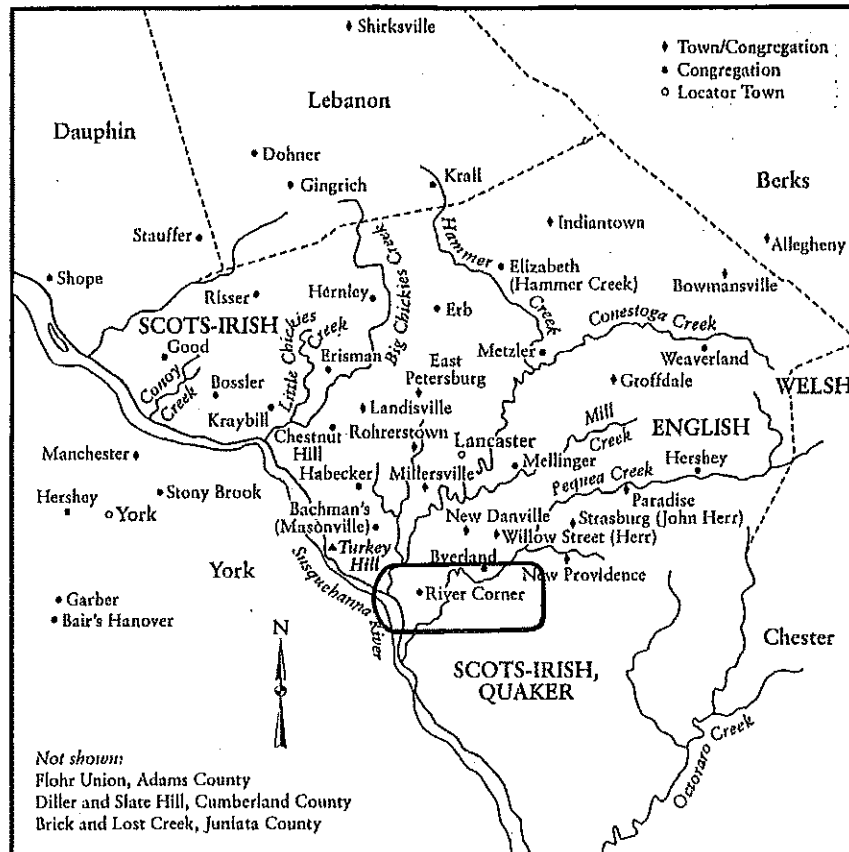 Shirksville
Town/Congregation
Congregation
Locator Town
Lebanon
Dauphin
Dohner
Gingrich
Krall
Berks
Stauffer
Indiantown
Allegheny
Hammer
Creek
Shope
Elizabeth
(Hammer Creek)
Bowmansville
Risser
Hernley
Big Chickies Creek
Erb
Conestoga Creek
SCOTS-IRISH
Little Chickies
Creek
Good
Erisman
Metzler
Weaverland
Conoy
Creek
Bossler
East
Petersburg
Groffdale
WELSH
Kraybill
Landisville
Mill
Creek
ENGLISH
Chestnut
Hill
Rohrerstown
Lancaster
Manchester
Mellinger
Hershey
Habecker
Millersville
Pequea Creek
Paradise
Hershey
Stony Brook
York
Bachman's
(Masonville)
New Danville
Strasburg (John Herr)
Willow Street (Herr)
Turkey
Hill
Byerland
New Providence
York
Susquehanna
River
River Corner
Garber
Bair's Hanover
N
Chester
SCOTS-IRISH,
QUAKER
Octoraro Creek
Not shown:
Flohr Union, Adams County
Diller and Slate Hill, Cumberland County
Brick and Lost Creek, Juniata County